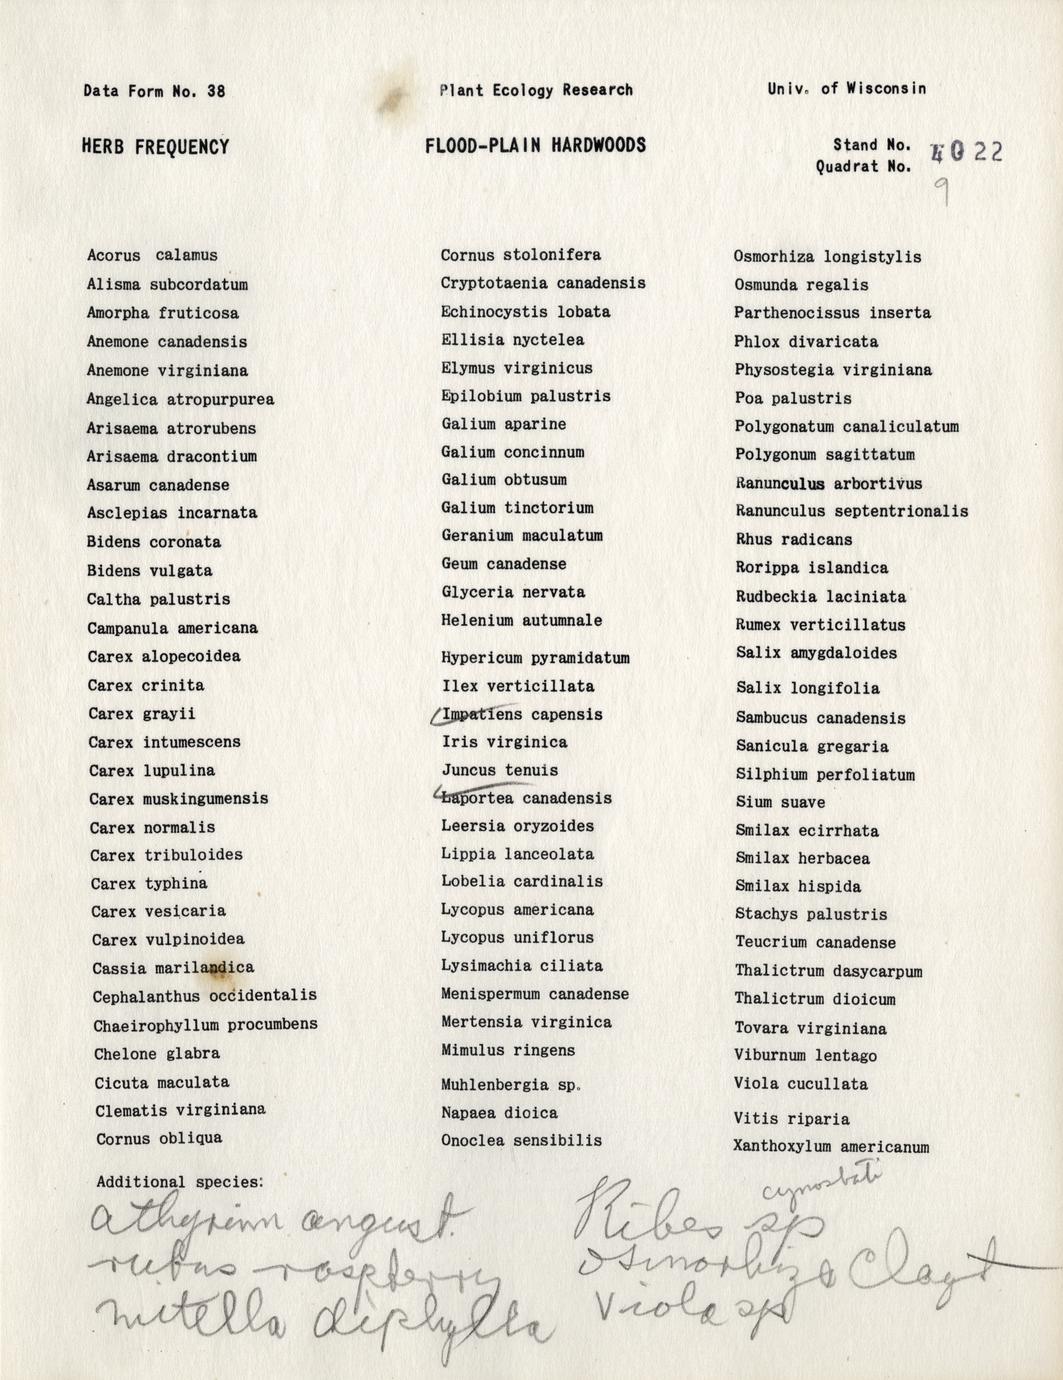 Data Form No. 38
Plant Ecology Research
Univ. of Wisconsin
HERB FREQUENCY
FLOOD-PLAIN HARDWOODS
Stand No. 4022
Quadrat No. 9
Acorus calamus
Alisma subcordatum
Amorpha fruticosa
Anemone canadensis
Anemone virginiana
Angelica atropurpurea
Arisaema atrorubens
Arisaema dracontium
Asarum canadense
Asclepias incarnata
Bidens coronata
Bidens vulgata
Caltha palustris
Campanula americana
Carex alopecoidea
Carex crinita
Carex grayii
Carex intumescens
Carex lupulina
Carex muskingumensis
Carex normalis
Carex tribuloides
Carex typhina
Carex vesicaria
Carex vulpinoidea
Cassia marilandica
Cephalanthus occidentalis
Chaeirophyllum procumbens
Chelone glabra
Cicuta maculata
Clematis virginiana
Cornus obliqua
Cornus stolonifera
Cryptotaenia canadensis
Echinocystis lobata
Ellisia nyctelea
Elymus virginicus
Epilobium palustris
Galium aparine
Galium concinnum
Galium obtusum
Galium tinctorium
Geranium maculatum
Geum canadense
Glyceria nervata
Helenium autumnale
Hypericum pyramidatum
Ilex verticillata
Impatiens capensis
Iris virginica
Juncus tenuis
Laportea canadensis
Leersia oryzoides
Lippia lanceolata
Lobelia cardinalis
Lycopus americana
Lycopus uniflorus
Lysimachia ciliata
Menispermum canadense
Mertensia virginica
Mimulus ringens
Muhlenbergia sp.
Napaea dioica
Onoclea sensibilis
Osmorhiza longistylis
Osmunda regalis
Parthenocissus inserta
Phlox divaricata
Physostegia virginiana
Poa palustris
Polygonatum canaliculatum
Polygonum sagittatum
Ranunculus arbortivus
Ranunculus septentrionalis
Rhus radicans
Rorippa islandica
Rudbeckia laciniata
Rumex verticillatus
Salix amygdaloides
Salix longifolia
Sambucus canadensis
Sanicula gregaria
Silphium perfoliatum
Sium suave
Smilax ecirrhata
Smilax herbacea
Smilax hispida
Stachys palustris
Teucrium canadense
Thalictrum dasycarpum
Thalictrum dioicum
Tovara virginiana
Viburnum lentago
Viola cucullata
Vitis riparia
Xanthoxylum americanum
Additional species:
athyrium angust.
rubus raspberry
mitella diphylla
cynosbati
Ribes sp
osmorhiza Clayt
Viola sp